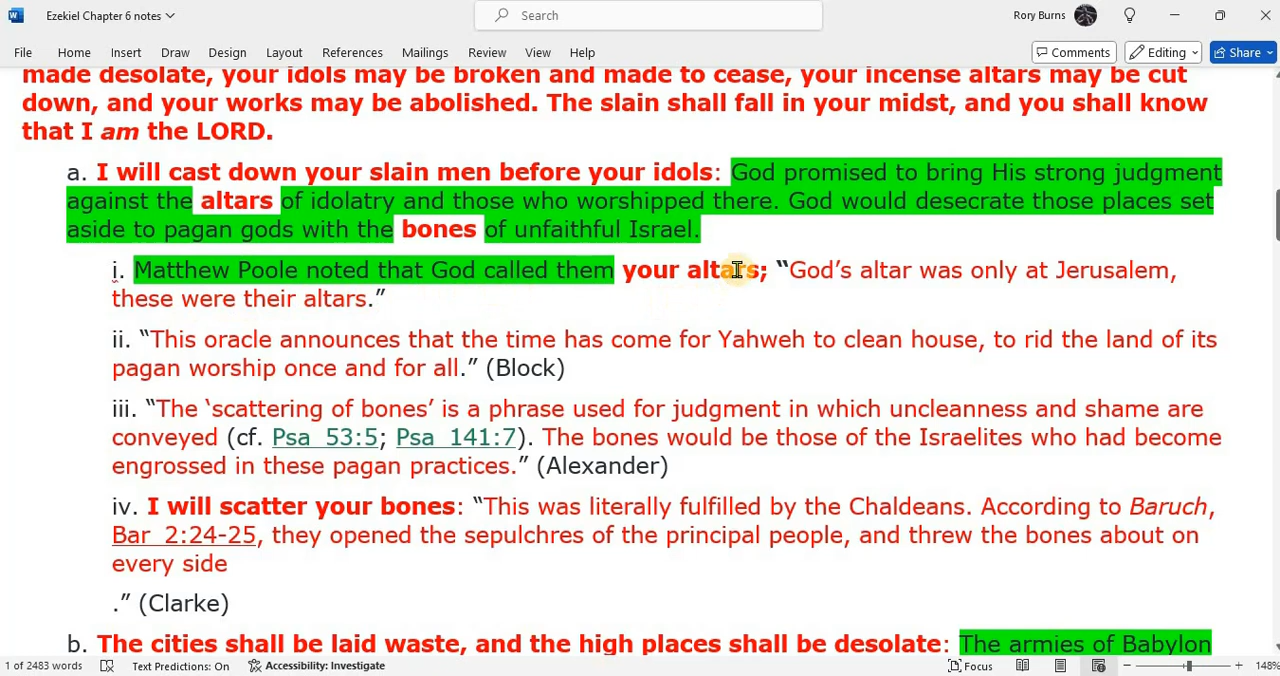 Ezekiel Chapter 6 notes
Search
Rory Burns
File Home Insert Draw Design Layout References Mailings Review View Help
Comments Editing Share
made desolate, your idols may be broken and made to cease, your incense altars may be cut
down, and your works may be abolished. The slain shall fall in your midst, and you shall know
that I am the LORD.
a. I will cast down your slain men before your idols: God promised to bring His strong judgment
against the altars of idolatry and those who worshipped there. God would desecrate those places set
aside to pagan gods with the bones of unfaithful Israel.
i. Matthew Poole noted that God called them your altars; “God’s altar was only at Jerusalem,
these were their altars.”
ii. “This oracle announces that the time has come for Yahweh to clean house, to rid the land of its
pagan worship once and for all.” (Block)
iii. “The ‘scattering of bones’ is a phrase used for judgment in which uncleanness and shame are
conveyed (cf. Psa_53:5; Psa_141:7). The bones would be those of the Israelites who had become
engrossed in these pagan practices.” (Alexander)
iv. I will scatter your bones: “This was literally fulfilled by the Chaldeans. According to Baruch,
Bar_2:24-25, they opened the sepulchres of the principal people, and threw the bones about on
every side
.” (Clarke)
b. The cities shall be laid waste, and the high places shall be desolate: The armies of Babylon
1 of 2483 words Text Predictions: On Accessibility: Investigate Focus 148%